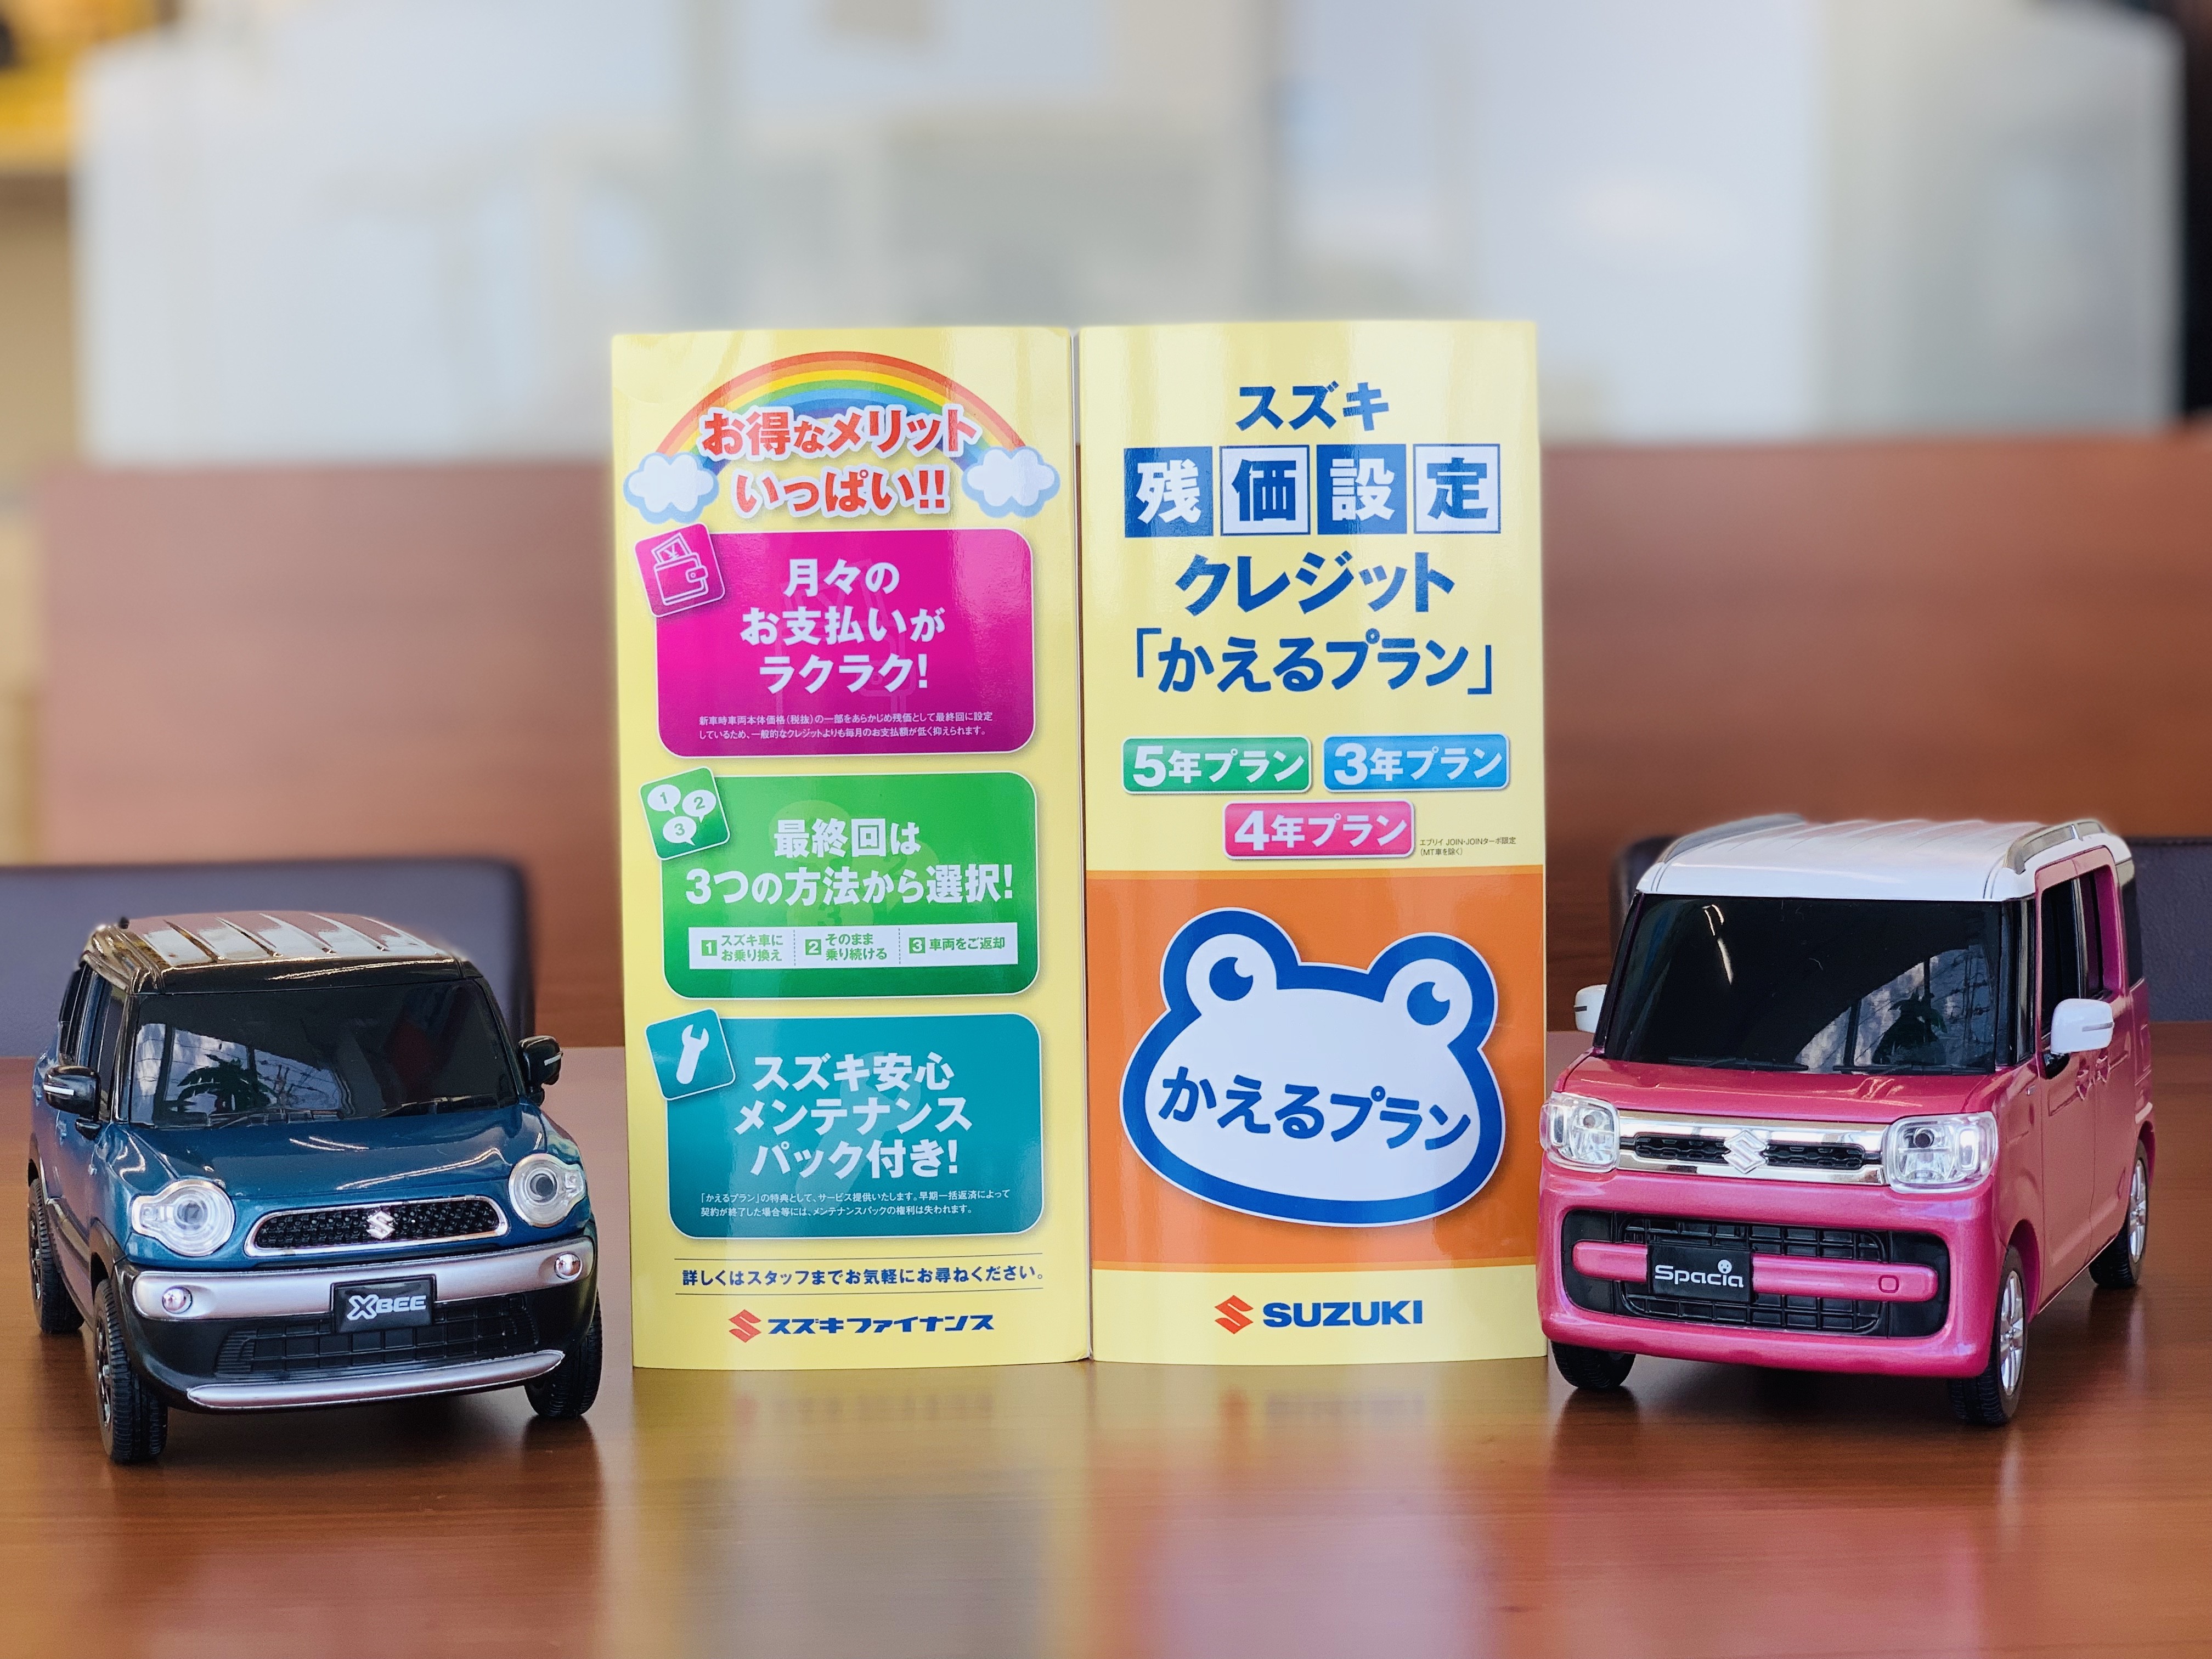 お得なメリット
いっぱい!!
月々の
お支払いが
ラクラク!
新車時車両本体価格(税抜)の一部をあらかじめ残価として最終回に設定
しているため、一般的なクレジットよりも毎月のお支払額が低く抑えられます。
1
2
3
最終回は
3つの方法から選択!
1 スズキ車に
お乗り換え
2 そのまま
乗り続ける
3 車両をご返却
スズキ安心
メンテナンス
パック付き!
「かえるプラン」の特典として、サービス提供いたします。早期一括返済によって
契約が終了した場合等には、メンテナンスパックの権利は失われます。
詳しくはスタッフまでお気軽にお尋ねください。
スズキファイナンス
スズキ
残価設定
クレジット
「かえるプラン」
5年プラン 3年プラン
4年プラン
エブリイ JOIN・JOINターボ限定
(MT車を除く)
かえるプラン
SUZUKI
XBEE
Spacia